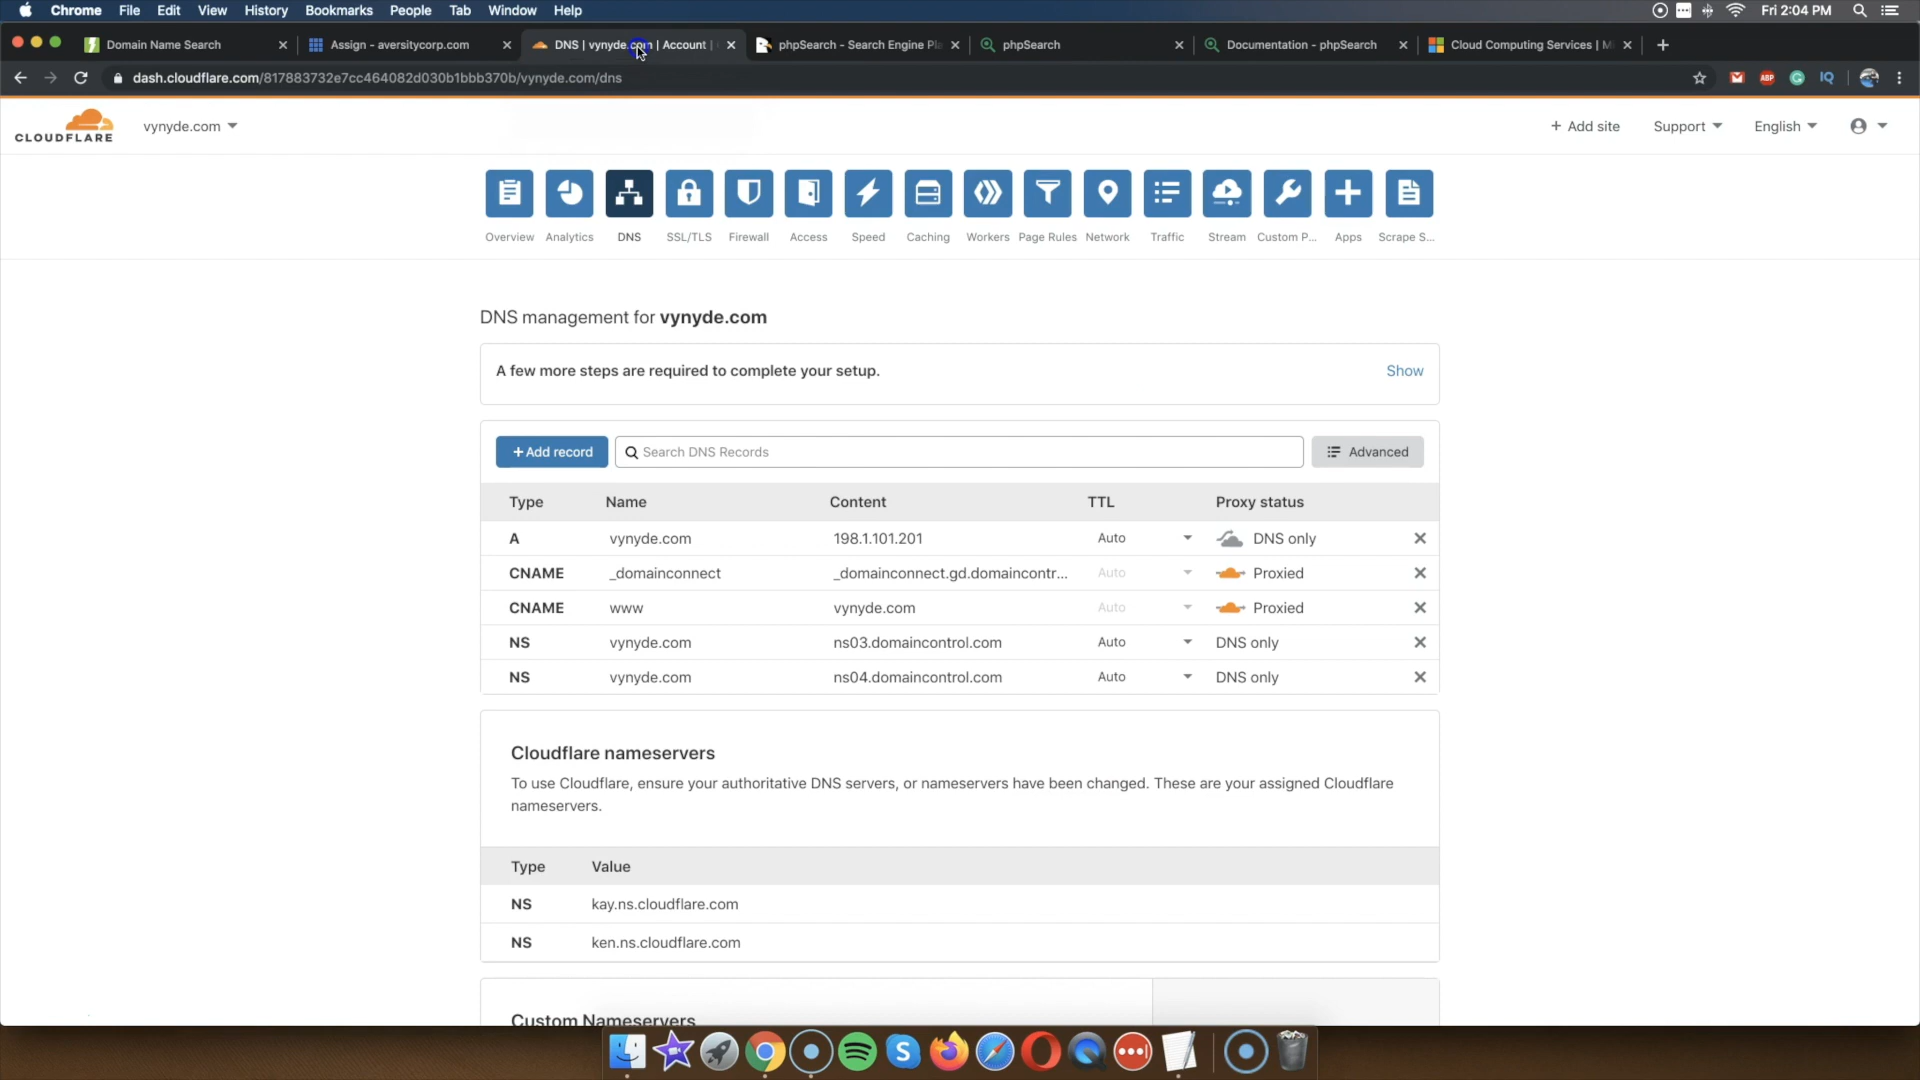 Chrome File Edit View History Bookmarks People Tab Window Help Fri 2:04 PM
Domain Name Search Assign - aversitycorp.com DNS | vynyde.com | Account | phpSearch - Search Engine Pla phpSearch Documentation - phpSearch Cloud Computing Services | Mi
dash.cloudflare.com/817883732e7cc464082d030b1bbb370b/vynyde.com/dns ABP IQ
CLOUDFLARE vynyde.com + Add site Support English
Overview Analytics DNS SSL/TLS Firewall Access Speed Caching Workers Page Rules Network Traffic Stream Custom P... Apps Scrape S...
DNS management for vynyde.com
A few more steps are required to complete your setup. Show
+ Add record Search DNS Records Advanced
Type Name Content TTL Proxy status
A vynyde.com 198.1.101.201 Auto DNS only
CNAME _domainconnect _domainconnect.gd.domaincontr... Auto Proxied
CNAME www vynyde.com Auto Proxied
NS vynyde.com ns03.domaincontrol.com Auto DNS only
NS vynyde.com ns04.domaincontrol.com Auto DNS only
Cloudflare nameservers
To use Cloudflare, ensure your authoritative DNS servers, or nameservers have been changed. These are your assigned Cloudflare
nameservers.
Type Value
NS kay.ns.cloudflare.com
NS ken.ns.cloudflare.com
Custom Nameservers